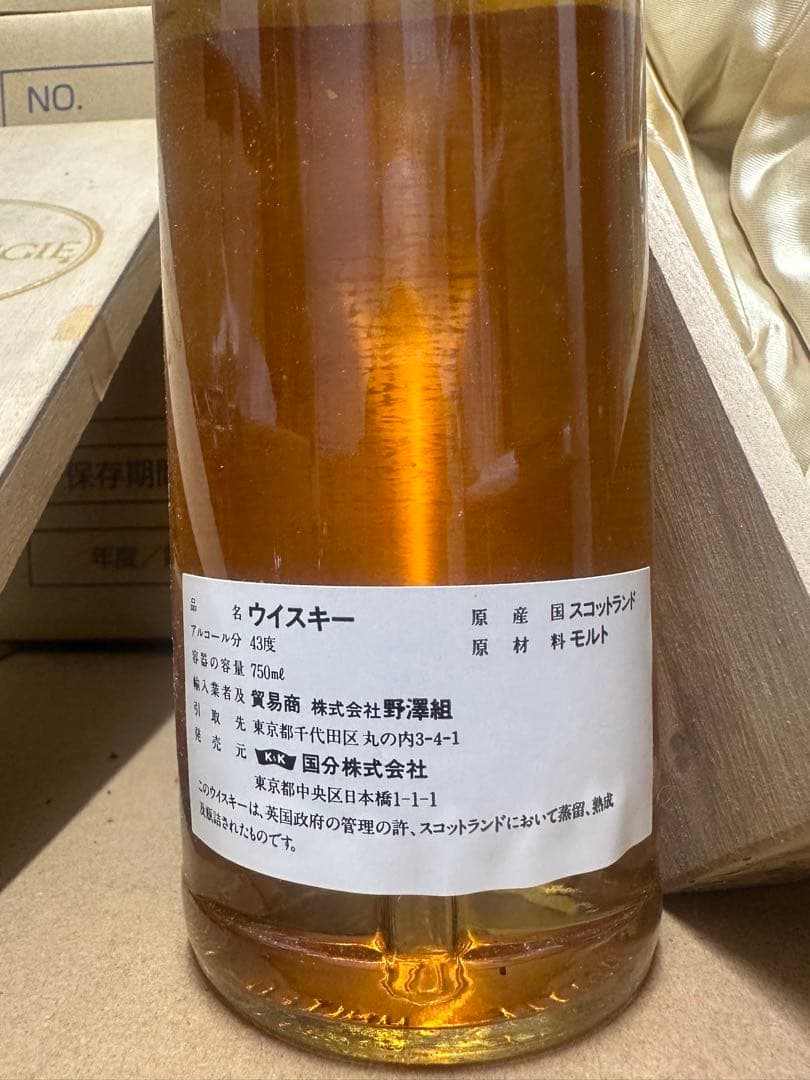 NO.
GIE
保存期間
年度／
品名 ウイスキー
アルコール分 43度
容器の容量 750mℓ
輸入業者及 貿易商 株式会社野澤組
引取先 東京都千代田区丸の内3-4-1
発売元 K&K 国分株式会社
東京都中央区日本橋1-1-1
原産国 スコットランド
原材料 モルト
このウイスキーは、英国政府の管理の許、スコットランドにおいて蒸留、熟成
及瓶詰されたものです。